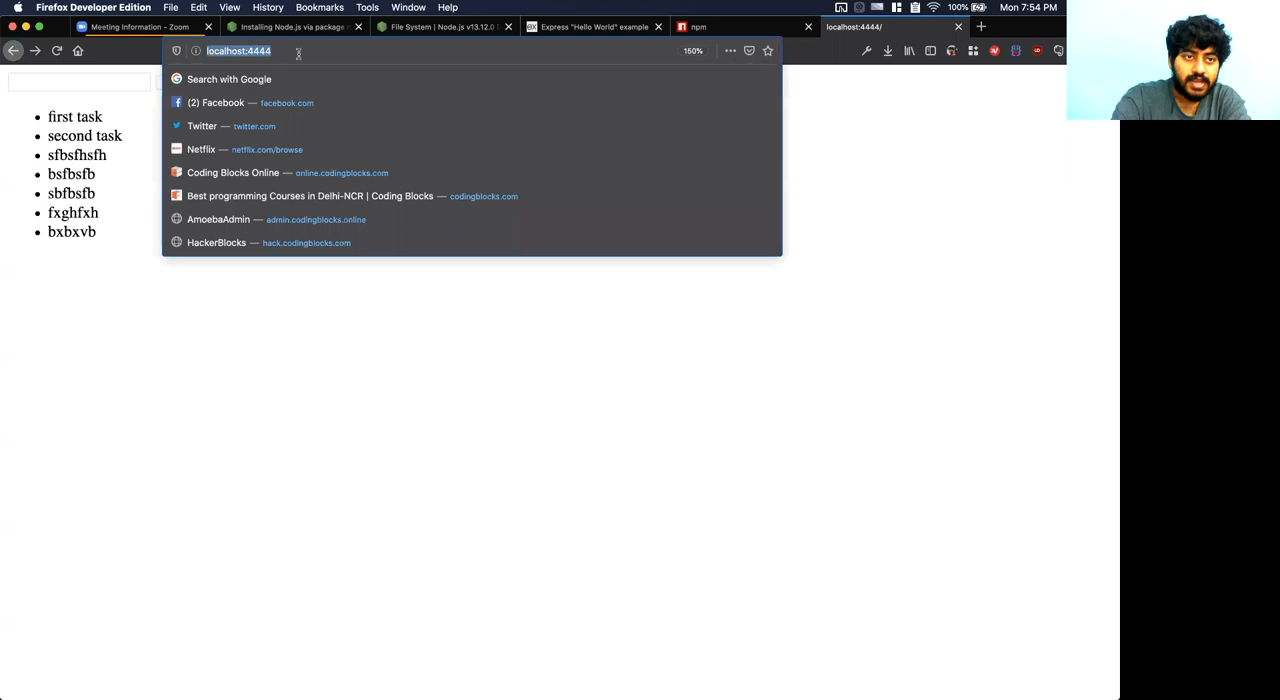 Firefox Developer Edition File Edit View History Bookmarks Tools Window Help 100% Mon 7:54 PM
Meeting Information - Zoom Installing Node.js via package File System | Node.js v13.12.0 Express "Hello World" example npm localhost:4444/
localhost:4444 150%
Search with Google
(2) Facebook — facebook.com
first task
Twitter — twitter.com
second task
Netflix — netflix.com/browse
sfbsfhsfh
Coding Blocks Online — online.codingblocks.com
bsfbsfb
Best programming Courses in Delhi-NCR | Coding Blocks — codingblocks.com
sbfbsfb
AmoebaAdmin — admin.codingblocks.online
fxghfxh
bxbxvb
HackerBlocks — hack.codingblocks.com